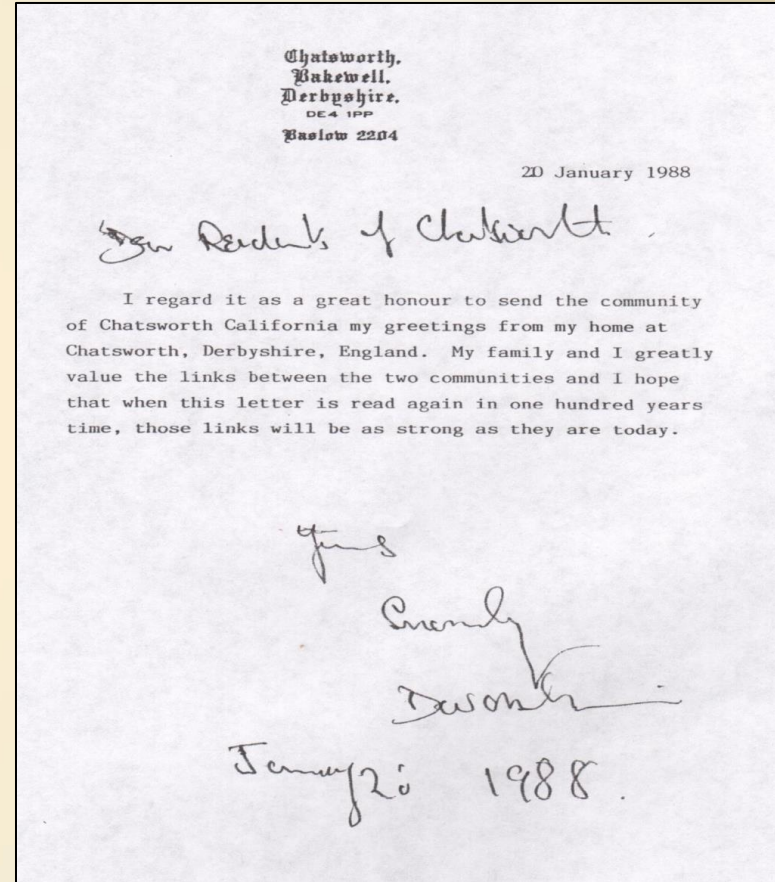 Chatsworth,
Bakewell,
Derbyshire,
DE4 1PP
Baslow 2204
20 January 1988
Dear Residents of Chatsworth.
I regard it as a great honour to send the community
of Chatsworth California my greetings from my home at
Chatsworth, Derbyshire, England. My family and I greatly
value the links between the two communities and I hope
that when this letter is read again in one hundred years
time, those links will be as strong as they are today.
Yours
Sincerely
Devonshire
January 20 1988.